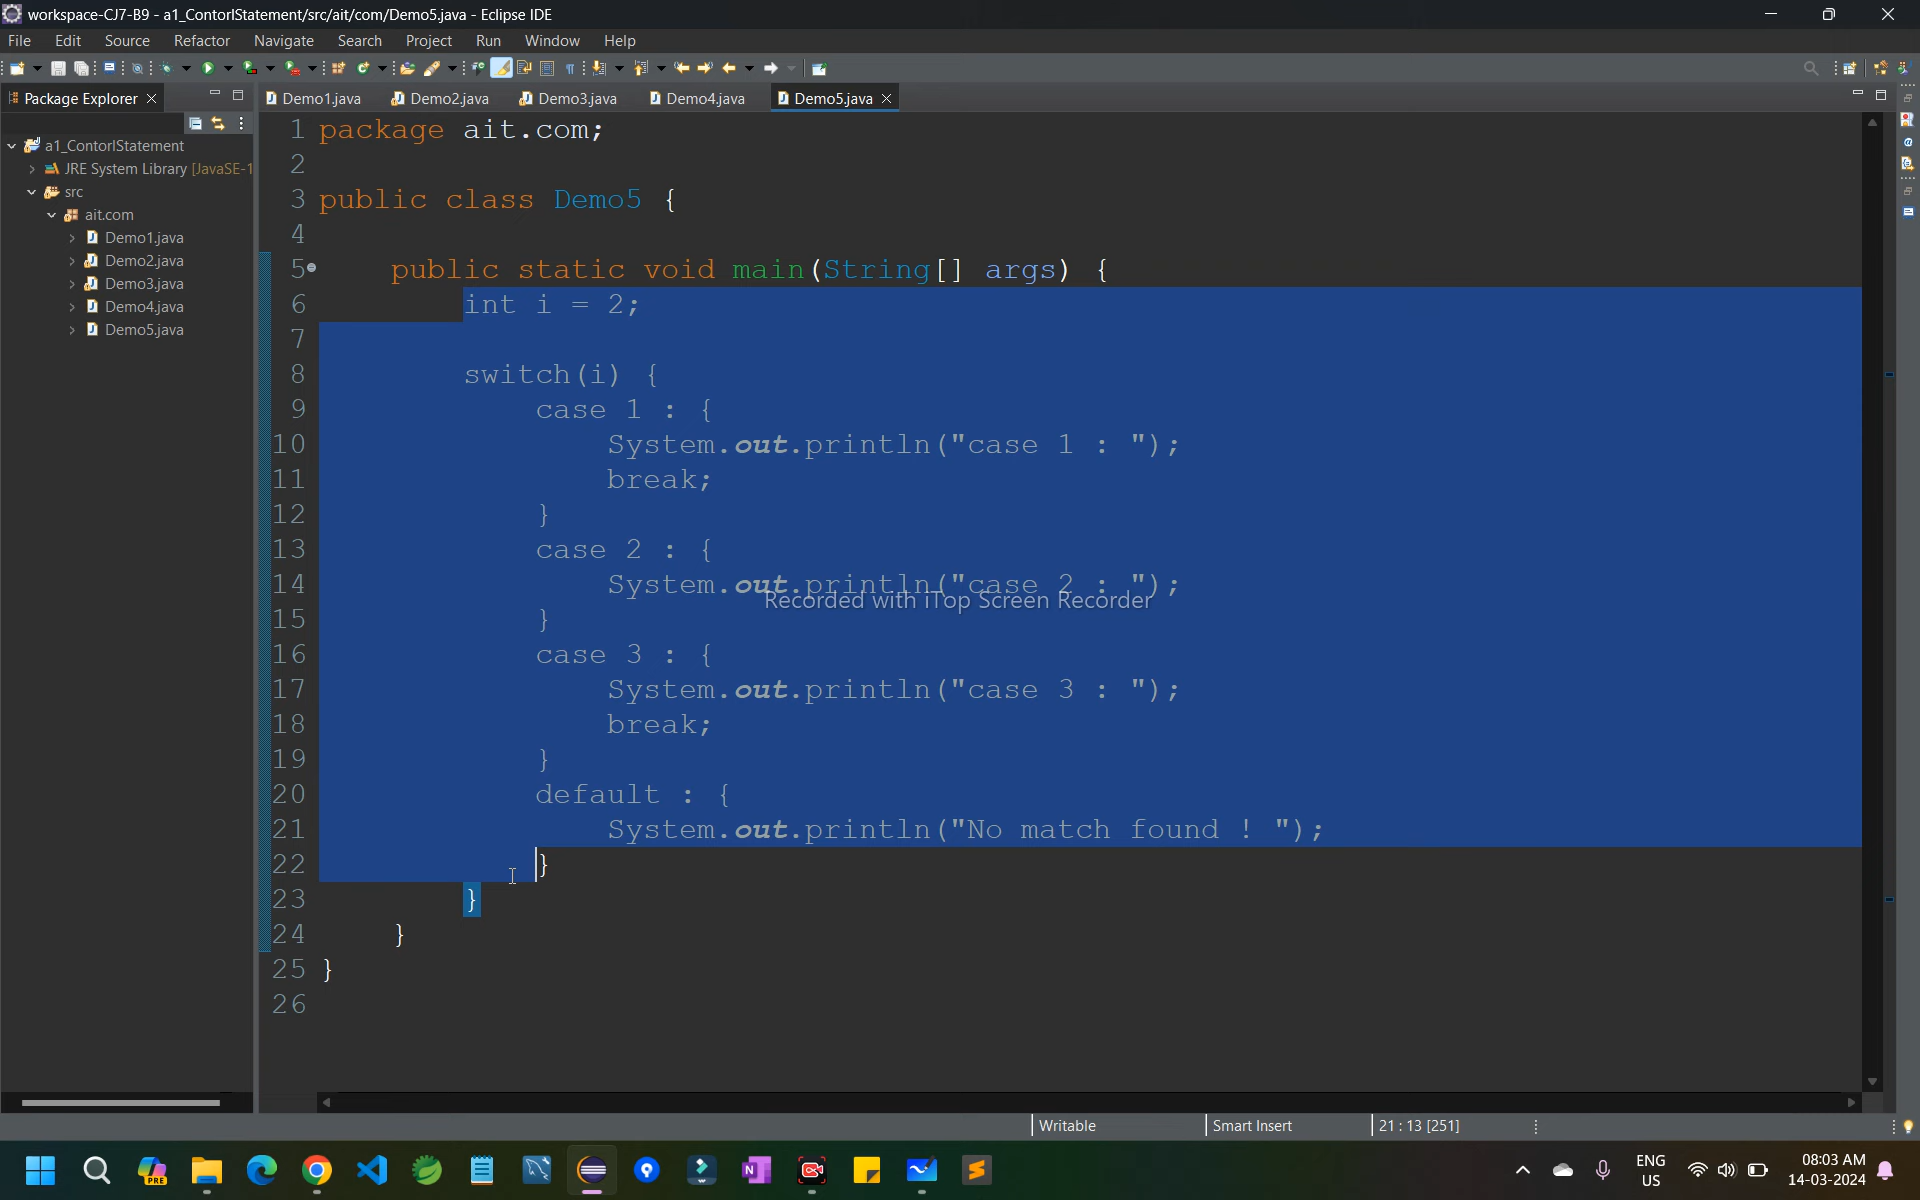 workspace-CJ7-B9 - a1_ContorlStatement/src/ait/com/Demo5.java - Eclipse IDE
File Edit Source Refactor Navigate Search Project Run Window Help
Package Explorer
Demo1.java Demo2.java Demo3.java Demo4.java Demo5.java
a1_ContorlStatement
JRE System Library [JavaSE-1
src
ait.com
Demo1.java
Demo2.java
Demo3.java
Demo4.java
Demo5.java
1 package ait.com;
2
3 public class Demo5 {
4
5 public static void main(String[] args) {
6 int i = 2;
7
8 switch(i) {
9 case 1 : {
10 System.out.println("case 1 : ");
11 break;
12 }
13 case 2 : {
14 System.out.println("case 2 : ");
Recorded with iTop Screen Recorder
15 }
16 case 3 : {
17 System.out.println("case 3 : ");
18 break;
19 }
20 default : {
21 System.out.println("No match found ! ");
22 }
23 }
24 }
25 }
26
Writable Smart Insert 21 : 13 [251]
PRE
ENG
US
08:03 AM
14-03-2024